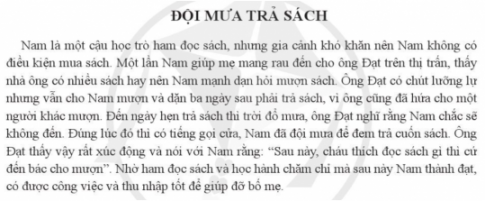 ĐỘI MƯA TRẢ SÁCH
Nam là một cậu học trò ham đọc sách, nhưng gia cảnh khó khăn nên Nam không có
điều kiện mua sách. Một lần Nam giúp mẹ mang rau đến cho ông Đạt trên thị trấn, thấy
nhà ông có nhiều sách hay nên Nam mạnh dạn hỏi mượn sách. Ông Đạt có chút lưỡng lự
nhưng vẫn cho Nam mượn và dặn ba ngày sau phải trả sách, vì ông cũng đã hứa cho một
người khác mượn. Đến ngày hẹn trả sách thì trời đổ mưa, ông Đạt nghĩ rằng Nam chắc sẽ
không đến. Đúng lúc đó thì có tiếng gọi cửa, Nam đã đội mưa để đem trả cuốn sách. Ông
Đạt thấy vậy rất xúc động và nói với Nam rằng: “Sau này, cháu thích đọc sách gì thì cứ
đến bác cho mượn”. Nhờ ham đọc sách và học hành chăm chỉ mà sau này Nam thành đạt,
có được công việc và thu nhập tốt để giúp đỡ bố mẹ.